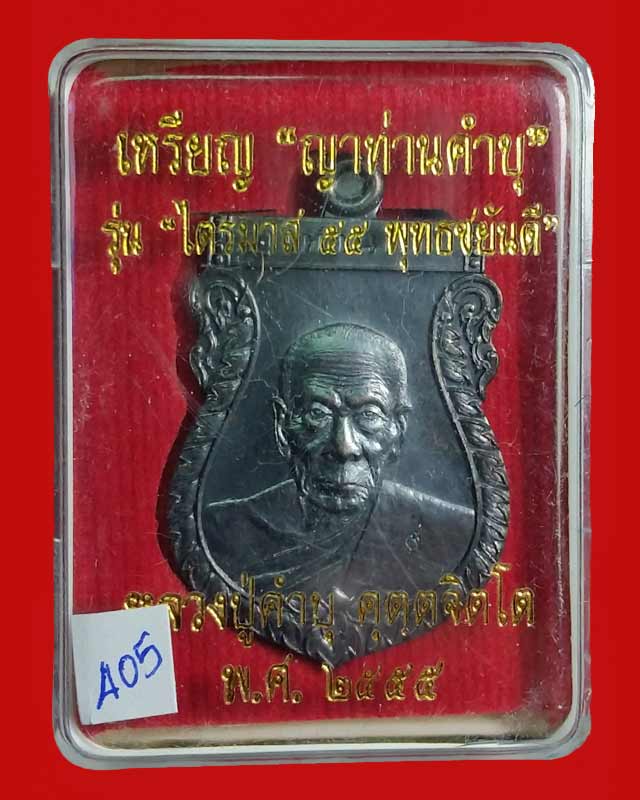 เหรียญ “ญาท่านคำบุ”
รุ่น “ไตรมาส ๕๕ พุทธชยันตี”
หลวงปู่คำบุ คุตฺตจิตฺโต
พ.ศ. ๒๕๕๕
A05